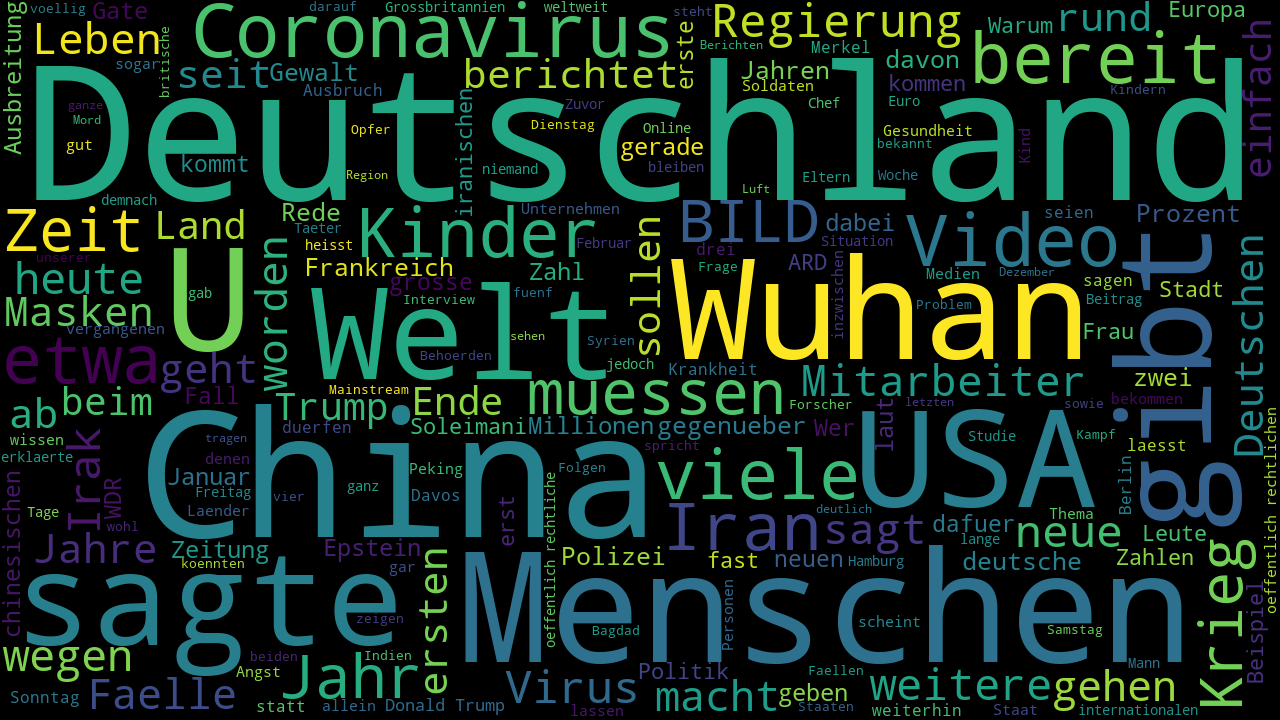 voellig
Gate
darauf
Grossbritannien
weltweit
steht
Regierung
Warum
rund
Europa
Leben
Coronavirus
Berichten
Merkel
davon
bereit
einfach
Ausbreitung
sogar
britische
seit
Gewalt
Ausbruch
berichtet
erste
Jahren
Soldaten
kommen
Kindern
Chef
Euro
Deutschland
ganze
Mord
gut
Opfer
Zuvor
Dienstag
Online
gerade
Gesundheit
bekannt
Kind
kommt
Region
iranischen
niemand
bleiben
Luft
Eltern
Woche
demnach
Zeit
Land
Rede
Taeter
heisst
Kinder
Unternehmen
Februar
BILD
dabei
Situation
Video
seien
Prozent
unserer
heute
U
gab
worden
Frankreich
grosse
Zahl
sollen
drei
Frage
ARD
inzwischen
Medien
Dezember
sagen
Beitrag
Stadt
gibt
Deutschen
Masken
vergangenen
Welt
Interview
fuenf
sehen
Syrien
Wuhan
Problem
Frau
etwa
geht
Behoerden
jedoch
Krankheit
zwei
Fall
Mainstream
muessen
Mitarbeiter
bekommen
ab
beim
Trump
Ende
Forscher
letzten
sowie
wissen
duerfen
Soleimani
Millionen
gegenueber
Wer
laut
erklaerte
Irak
tragen
China
spricht
USA
Studie
Kampf
laesst
denen
Januar
Peking
Folgen
viele
Berlin
chinesischen
WDR
Freitag
vier
ganz
Davos
oeffentlich rechtliche
oeffentlich rechtlichen
Tage
wohl
Laender
erst
Iran
sagt
deutlich
dafuer
Thema
neue
Leute
Jahre
Zeitung
Epstein
lange
koennten
gar
ersten
Polizei
fast
neuen
Hamburg
deutsche
Zahlen
Krieg
Beispiel
sagte
zeigen
Menschen
Bagdad
Personen
scheint
Samstag
wegen
beiden
Angst
Indien
Jahr
Politik
Faellen
Mann
Sonntag
Faelle
statt
allein
Donald Trump
Virus
lassen
macht
geben
staaten
weitere
weiterhin
gehen
Staat
internationalen